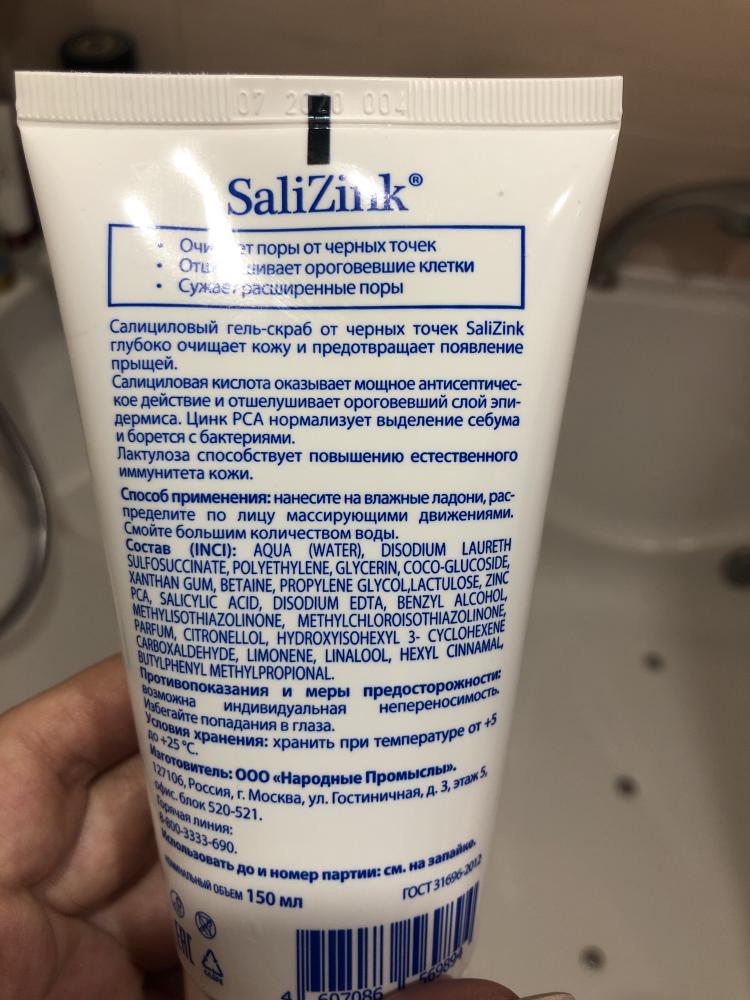 07 2020 004
SaliZink®
• Очищает поры от черных точек
• Отшелушивает ороговевшие клетки
• Сужает расширенные поры
Салициловый гель-скраб от черных точек SaliZink
глубоко очищает кожу и предотвращает появление
прыщей.
Салициловая кислота оказывает мощное антисептичес-
кое действие и отшелушивает ороговевший слой эпи-
дермиса. Цинк PCA нормализует выделение себума
и борется с бактериями.
Лактулоза способствует повышению естественного
иммунитета кожи.
Способ применения: нанесите на влажные ладони, рас-
пределите по лицу массирующими движениями.
Смойте большим количеством воды.
Состав (INCI): AQUA (WATER), DISODIUM LAURETH
SULFOSUCCINATE, POLYETHYLENE, GLYCERIN, COCO-GLUCOSIDE,
XANTHAN GUM, BETAINE, PROPYLENE GLYCOL,LACTULOSE, ZINC
PCA, SALICYLIC ACID, DISODIUM EDTA, BENZYL ALCOHOL,
METHYLISOTHIAZOLINONE, METHYLCHLOROISOTHIAZOLINONE,
PARFUM, CITRONELLOL, HYDROXYISOHEXYL 3- CYCLOHEXENE
CARBOXALDEHYDE, LIMONENE, LINALOOL, HEXYL CINNAMAL,
BUTYLPHENYL METHYLPROPIONAL.
Противопоказания и меры предосторожности:
возможна индивидуальная непереносимость.
Избегайте попадания в глаза.
Условия хранения: хранить при температуре от +5
до +25 °C.
Изготовитель: ООО «Народные Промыслы».
127106, Россия, г. Москва, ул. Гостиничная, д. 3, этаж 5,
офис. блок 520-521.
Горячая линия:
8-800-3333-690.
Использовать до и номер партии: см. на запайке.
НОМИНАЛЬНЫЙ ОБЪЕМ 150 мл
ГОСТ 31696-2012
EAC
4 607086